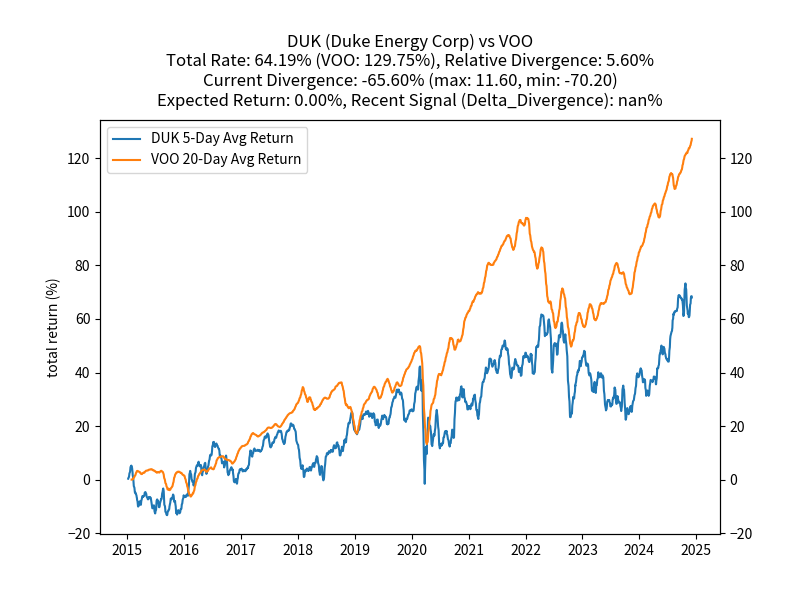 DUK (Duke Energy Corp) vs VOO
Total Rate: 64.19% (VOO: 129.75%), Relative Divergence: 5.60%
Current Divergence: -65.60% (max: 11.60, min: -70.20)
Expected Return: 0.00%, Recent Signal (Delta_Divergence): nan%
DUK 5-Day Avg Return
VOO 20-Day Avg Return
total return (%)
120 120
100 100
80 80
60 60
40 40
20 20
0 0
−20 −20
2015 2016 2017 2018 2019 2020 2021 2022 2023 2024 2025